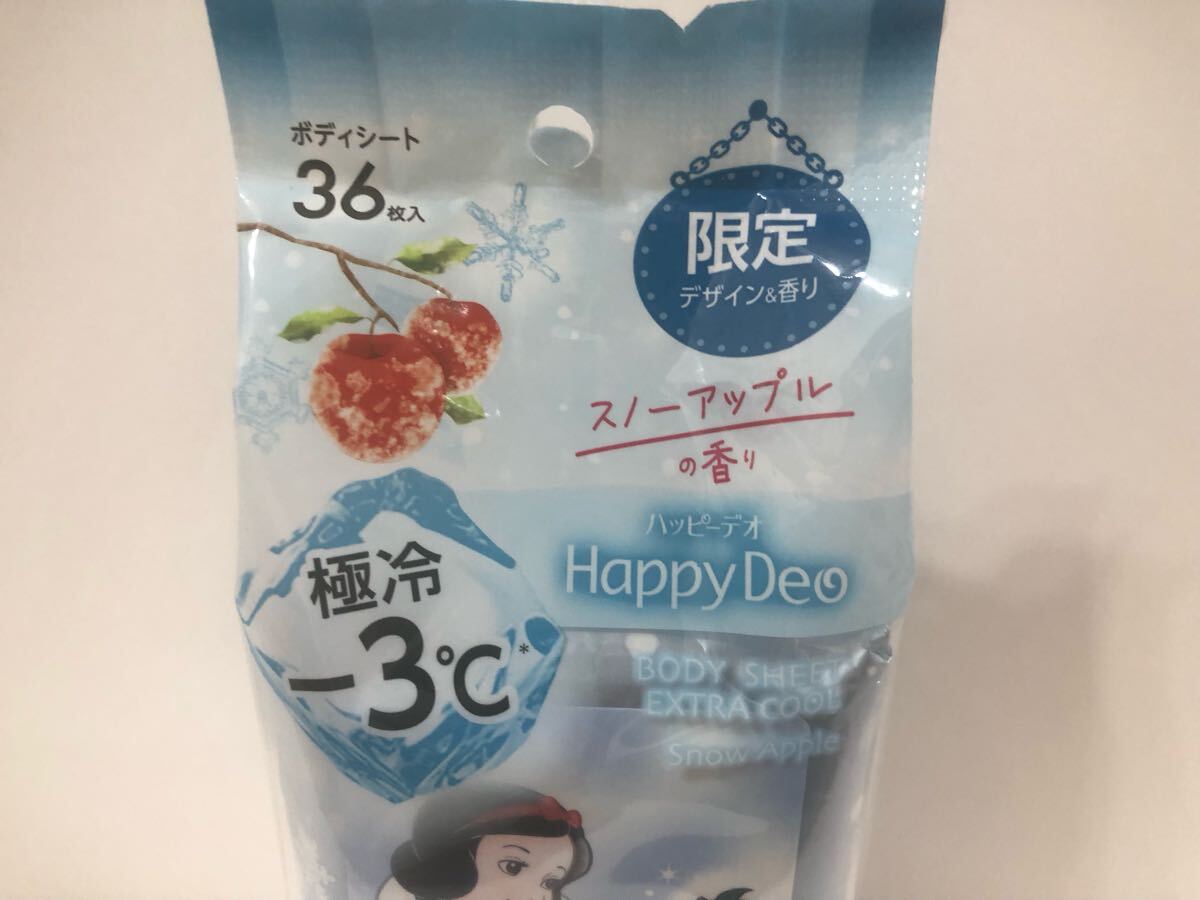 ボディシート
36枚入
限定
デザイン&香り
スノーアップル
の香り
ハッピーデオ
Happy Deo
極冷
-3℃*
BODY SHEET
EXTRA COOL
Snow Apple